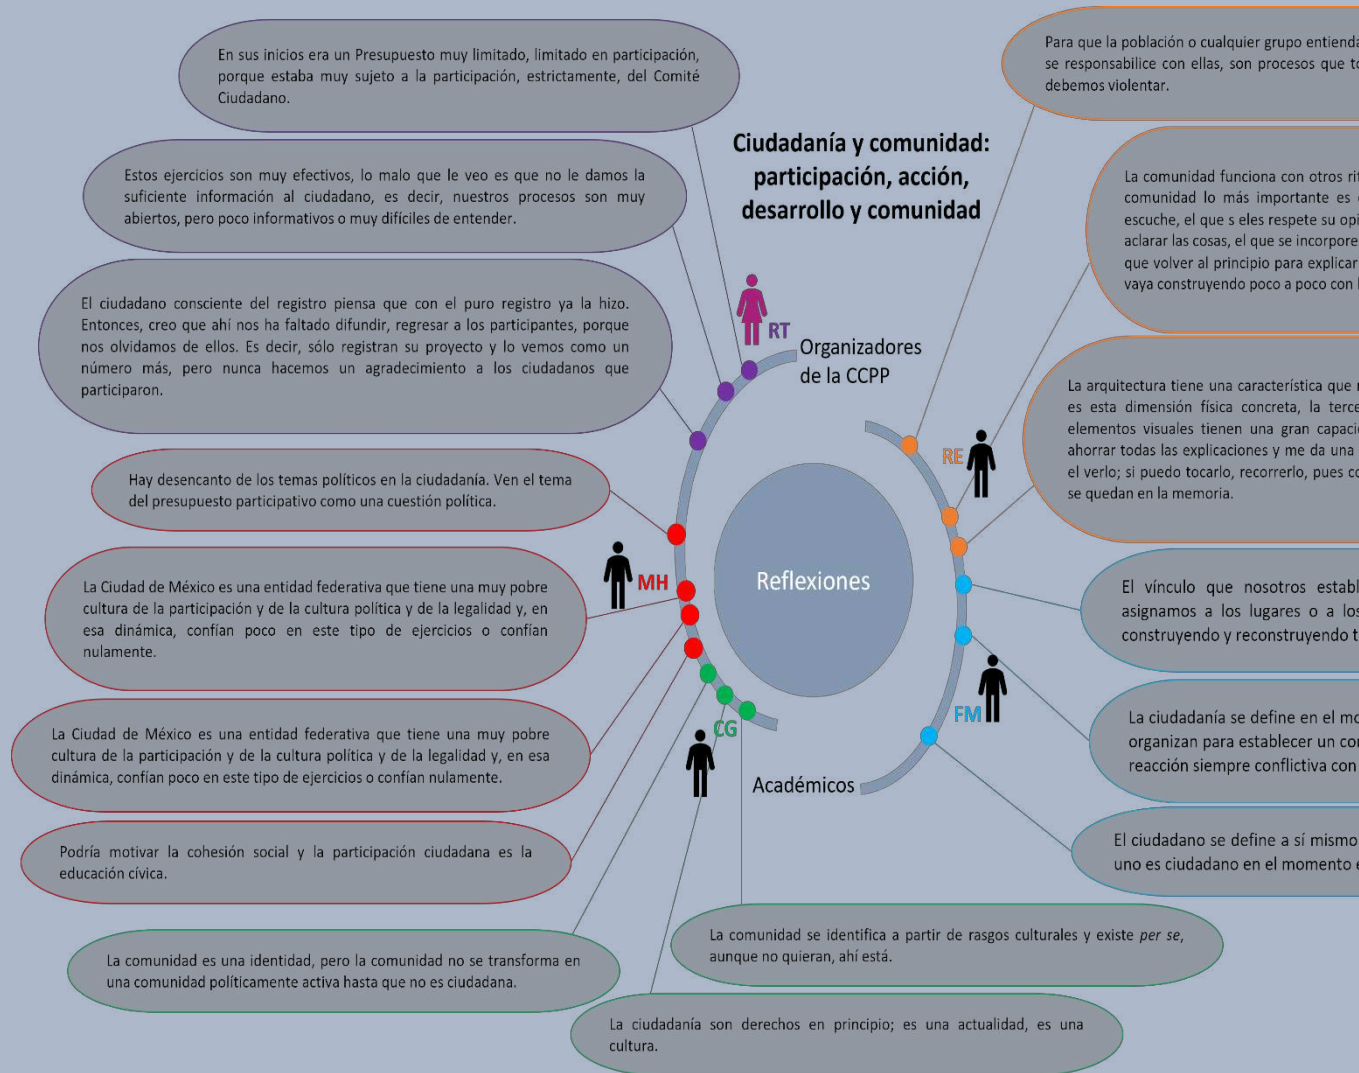 En sus inicios era un Presupuesto muy limitado, limitado en participación,
porque estaba muy sujeto a la participación, estrictamente, del Comité
Ciudadano.
Estos ejercicios son muy efectivos, lo malo que le veo es que no le damos la
suficiente información al ciudadano, es decir, nuestros procesos son muy
abiertos, pero poco informativos o muy difíciles de entender.
El ciudadano consciente del registro piensa que con el puro registro ya la hizo.
Entonces, creo que ahí nos ha faltado difundir, regresar a los participantes, porque
nos olvidamos de ellos. Es decir, sólo registran su proyecto y lo vemos como un
número más, pero nunca hacemos un agradecimiento a los ciudadanos que
participaron.
Hay desencanto de los temas políticos en la ciudadanía. Ven el tema
del presupuesto participativo como una cuestión política.
La Ciudad de México es una entidad federativa que tiene una muy pobre
cultura de la participación y de la cultura política y de la legalidad y, en
esa dinámica, confían poco en este tipo de ejercicios o confían
nulamente.
La Ciudad de México es una entidad federativa que tiene una muy pobre
cultura de la participación y de la cultura política y de la legalidad y, en esa
dinámica, confían poco en este tipo de ejercicios o confían nulamente.
Podría motivar la cohesión social y la participación ciudadana es la
educación cívica.
La comunidad es una identidad, pero la comunidad no se transforma en
una comunidad políticamente activa hasta que no es ciudadana.
Ciudadanía y comunidad:
participación, acción,
desarrollo y comunidad
RT
Organizadores
de la CCPP
MH
Reflexiones
CG
RE
FM
Académicos
La comunidad se identifica a partir de rasgos culturales y existe per se,
aunque no quieran, ahí está.
La ciudadanía son derechos en principio; es una actualidad, es una
cultura.
Para que la población o cualquier grupo entienda
se responsabilice con ellas, son procesos que
debemos violentar.
La comunidad funciona con otros
comunidad lo más importante es
escuche, el que s eles respete su
aclarar las cosas, el que se incorpore
que volver al principio para explicar
vaya construyendo poco a poco con
La arquitectura tiene una característica que
es esta dimensión física concreta, la
elementos visuales tienen una gran
ahorrar todas las explicaciones y me da una
el verlo; si puedo tocarlo, recorrerlo, pues
se quedan en la memoria.
El vínculo que nosotros
asignamos a los lugares o a los
construyendo y reconstruyendo
La ciudadanía se define en el
organizan para establecer un
reacción siempre conflictiva con
El ciudadano se define a sí mismo
uno es ciudadano en el momento